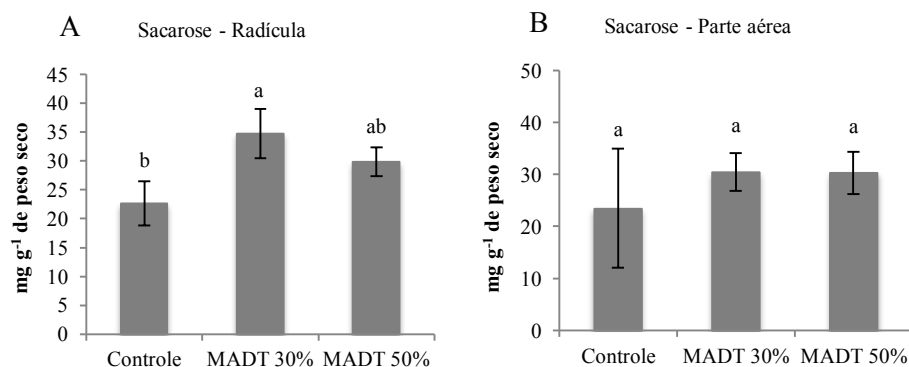 A
Sacarose - Radícula
mg g⁻¹ de peso seco
45
40
35
30
25
20
15
10
5
0
b
a
ab
Controle MADT 30% MADT 50%
B
Sacarose - Parte aérea
mg g⁻¹ de peso seco
50
40
30
20
10
0
a
a
a
Controle MADT 30% MADT 50%